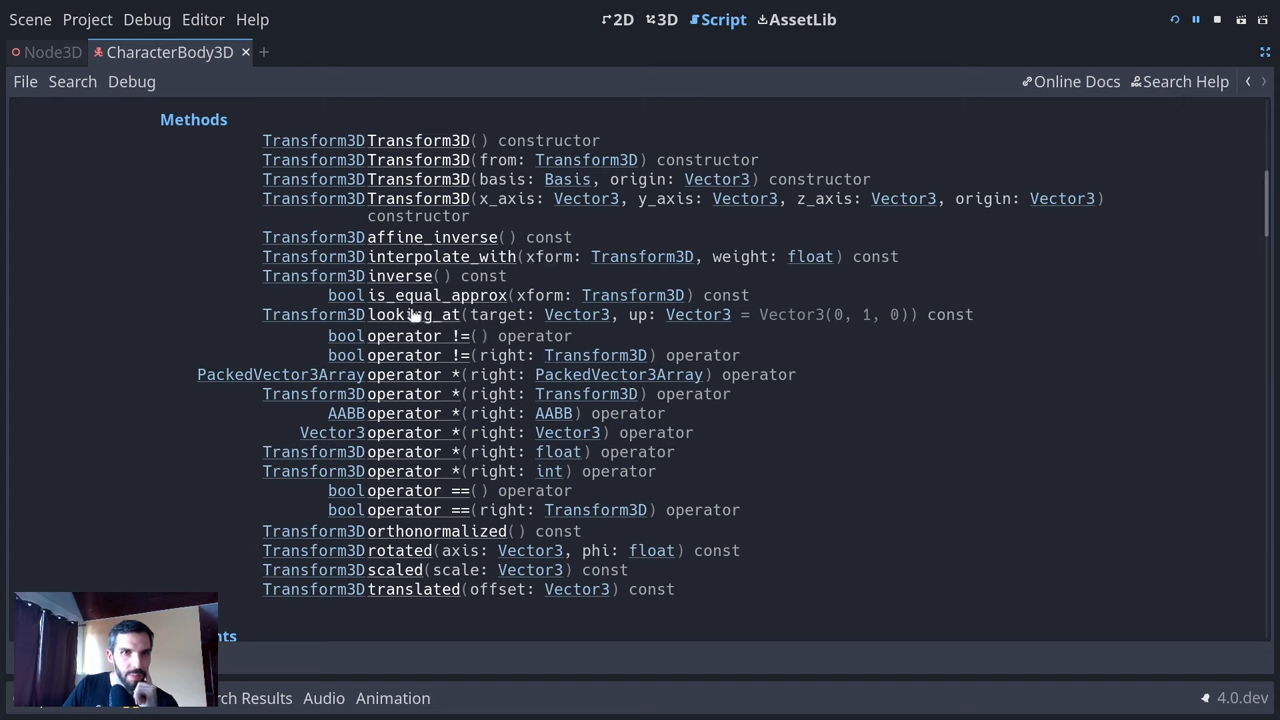 Scene Project Debug Editor Help 2D 3D Script AssetLib
Node3D CharacterBody3D × +
File Search Debug Online Docs Search Help < >
Methods
Transform3D Transform3D() constructor
Transform3D Transform3D(from: Transform3D) constructor
Transform3D Transform3D(basis: Basis, origin: Vector3) constructor
Transform3D Transform3D(x_axis: Vector3, y_axis: Vector3, z_axis: Vector3, origin: Vector3)
constructor
Transform3D affine_inverse() const
Transform3D interpolate_with(xform: Transform3D, weight: float) const
Transform3D inverse() const
bool is_equal_approx(xform: Transform3D) const
Transform3D looking_at(target: Vector3, up: Vector3 = Vector3(0, 1, 0)) const
bool operator !=() operator
bool operator !=(right: Transform3D) operator
PackedVector3Array operator *(right: PackedVector3Array) operator
Transform3D operator *(right: Transform3D) operator
AABB operator *(right: AABB) operator
Vector3 operator *(right: Vector3) operator
Transform3D operator *(right: float) operator
Transform3D operator *(right: int) operator
bool operator ==() operator
bool operator ==(right: Transform3D) operator
Transform3D orthonormalized() const
Transform3D rotated(axis: Vector3, phi: float) const
Transform3D scaled(scale: Vector3) const
Transform3D translated(offset: Vector3) const
Results Audio Animation 4.0.dev